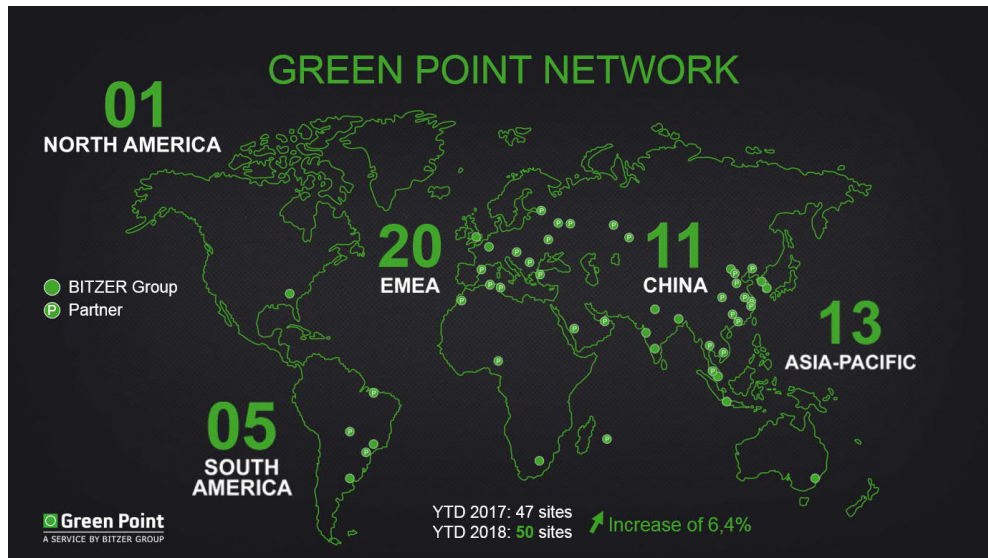 GREEN POINT NETWORK
01
NORTH AMERICA
20
EMEA
11
CHINA
BITZER Group
P Partner
13
ASIA-PACIFIC
05
SOUTH
AMERICA
YTD 2017: 47 sites
YTD 2018: 50 sites
Increase of 6,4%
Green Point
A SERVICE BY BITZER GROUP